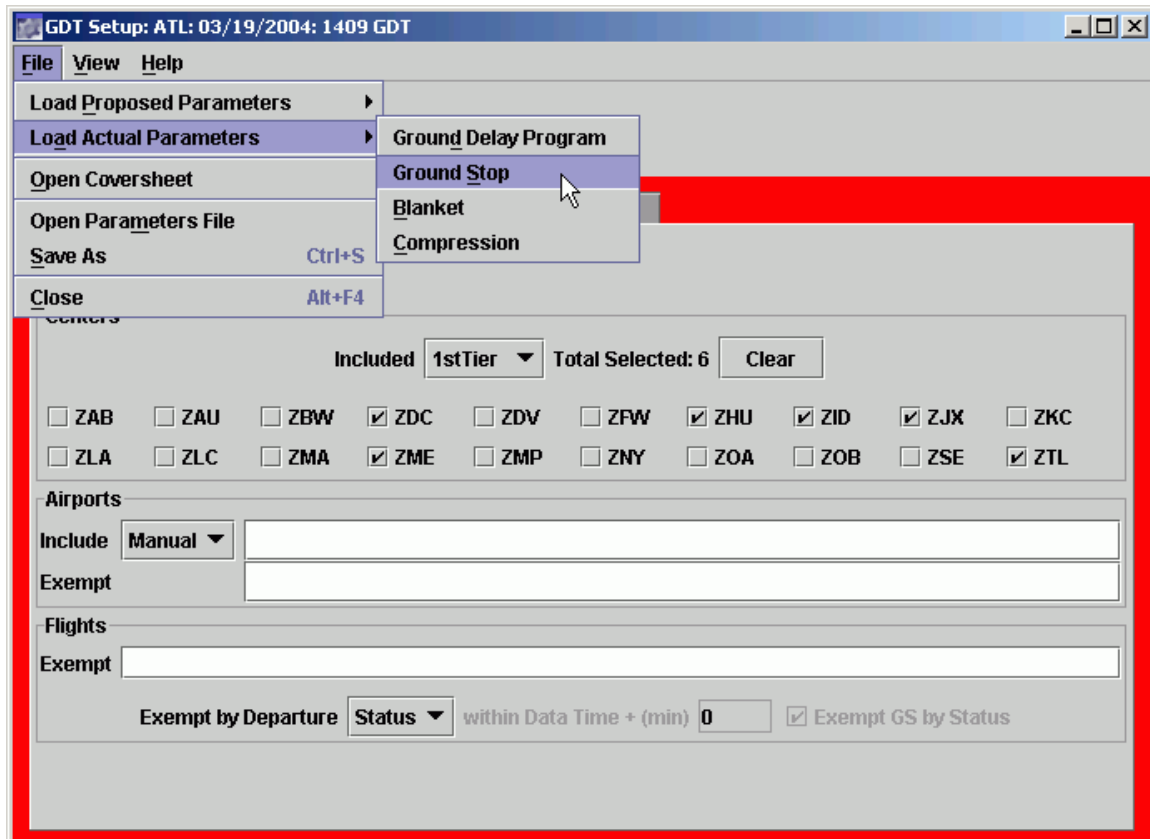 GDT Setup: ATL: 03/19/2004: 1409 GDT
File View Help
Load Proposed Parameters
Load Actual Parameters
Ground Delay Program
Open Coversheet
Ground Stop
Open Parameters File
Blanket
Save As Ctrl+S
Compression
Close Alt+F4
Centers
Included 1stTier Total Selected: 6 Clear
ZAB ZAU ZBW ZDC ZDV ZFW ZHU ZID ZJX ZKC
ZLA ZLC ZMA ZME ZMP ZNY ZOA ZOB ZSE ZTL
Airports
Include Manual
Exempt
Flights
Exempt
Exempt by Departure Status within Data Time + (min) 0 Exempt GS by Status